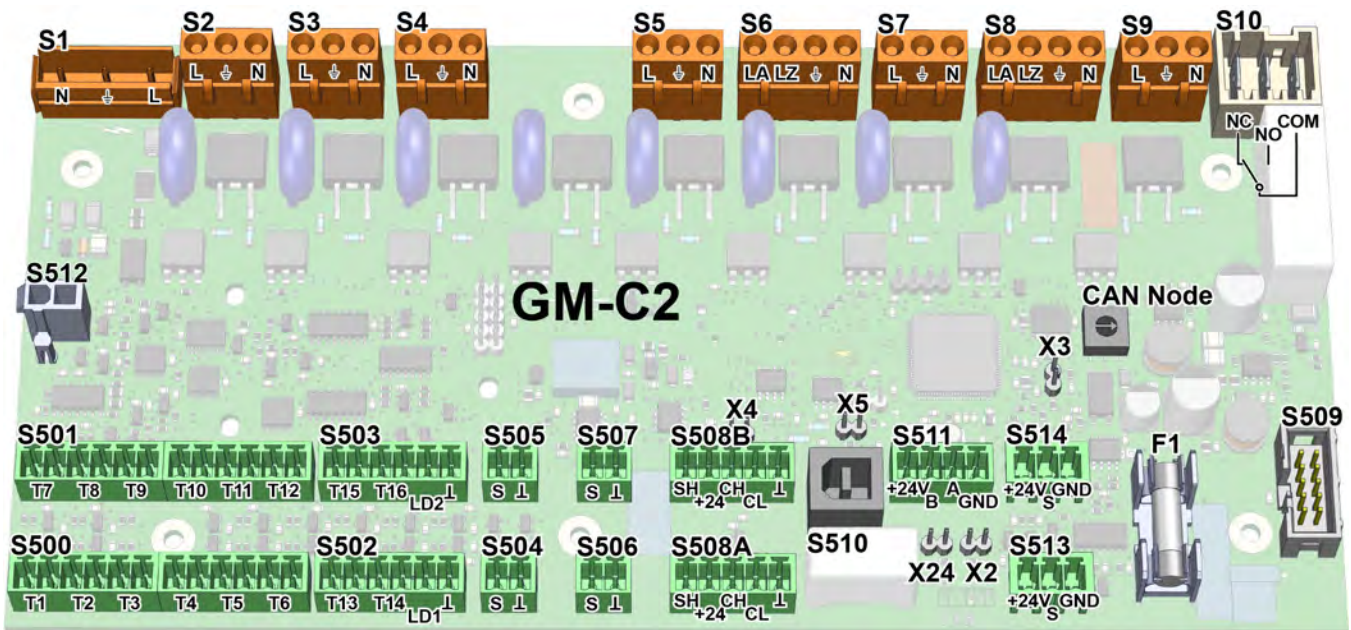 S1 S2 S3 S4 S5 S6 S7 S8 S9 S10
N ⏚ L L ⏚ N L ⏚ N L ⏚ N L ⏚ N LA LZ ⏚ N L ⏚ N LA LZ ⏚ N L ⏚ N
NC NO COM
S512
GM-C2
CAN Node
X3
X4 X5
S501 S503 S505 S507 S508B S511 S514 F1 S509
T7 T8 T9 T10 T11 T12 T15 T16 LD2 ⊥ S ⊥ S ⊥ SH +24 CH CL ⊥ +24V B A GND +24V S GND
S500 S502 S504 S506 S508A S510 X24 X2 S513
T1 T2 T3 T4 T5 T6 T13 T14 LD1 ⊥ S ⊥ S ⊥ SH +24 CH CL ⊥ +24V S GND